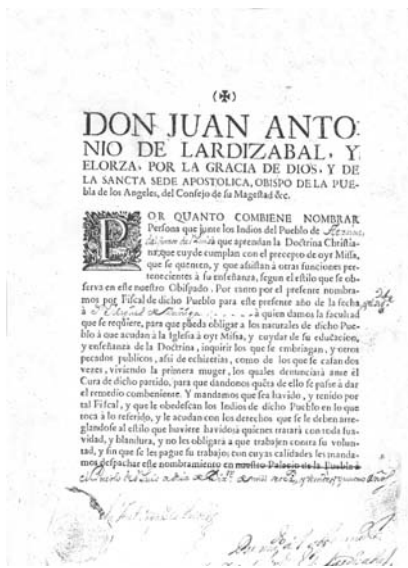 (✠)
DON JUAN ANTO-
NIO DE LARDIZABAL, Y
ELORZA, POR LA GRACIA DE DIOS, Y DE
LA SANCTA SEDE APOSTOLICA, OBISPO DE LA PUE-
bla de los Angeles, del Consejo de su Magestad &c.
POR QUANTO COMBIENE NOMBRAR
Persona que junte los Indios del Pueblo de
que aprendan la Doctrina Christia-
na; que cuyde cumplan con el precepto de oyr Missa,
que se quenten, y que assistan à otras funciones per-
tenecientes à su enseñanza, segun el estilo que se ob-
serva en este nuestro Obispado. Por tanto por el presente nombra-
mos por Fiscal de dicho Pueblo para este presente año de la fecha
à quien damos la facultad
que se requiere, para que pueda obligar a los naturales de dicho Pue-
blo à que acudan à la Iglesia à oyr Missa, y cuydar de su educacion,
y enseñanza de la Doctrina, inquirir los que se embriagan, y otros
pecados publicos, assi de echizerias, como de los que se casan dos
vezes, viviendo la primera muger, los quales denunciarà ante el
Cura de dicho partido, para que dandonos quẽta de ello se passe à dar
el remedio combeniente. Y mandamos que sea havido, y tenido por
tal Fiscal, y que le obedescan los Indios de dicho Pueblo en lo que
toca à lo referido, y le acudan con los derechos que se le deben arre-
glandose al estilo que huviere havido; à quienes tratarà con toda sua-
vidad, y blandura, y no les obligara a que trabajen contra su volun-
tad, y sin que se les pague su trabajo; con cuyas calidades les manda-
mos despachar este nombramiento en nuestro Palacio de la Puebla à